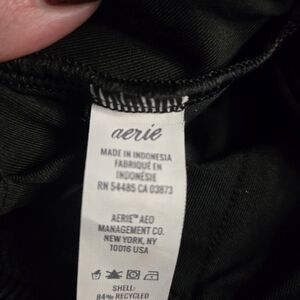 aerie
MADE IN INDONESIA
FABRIQUÉ EN
INDONÉSIE
RN 54485 CA 03873
AERIE™ AEO
MANAGEMENT CO.
NEW YORK, NY
10016 USA
SHELL:
84% RECYCLED